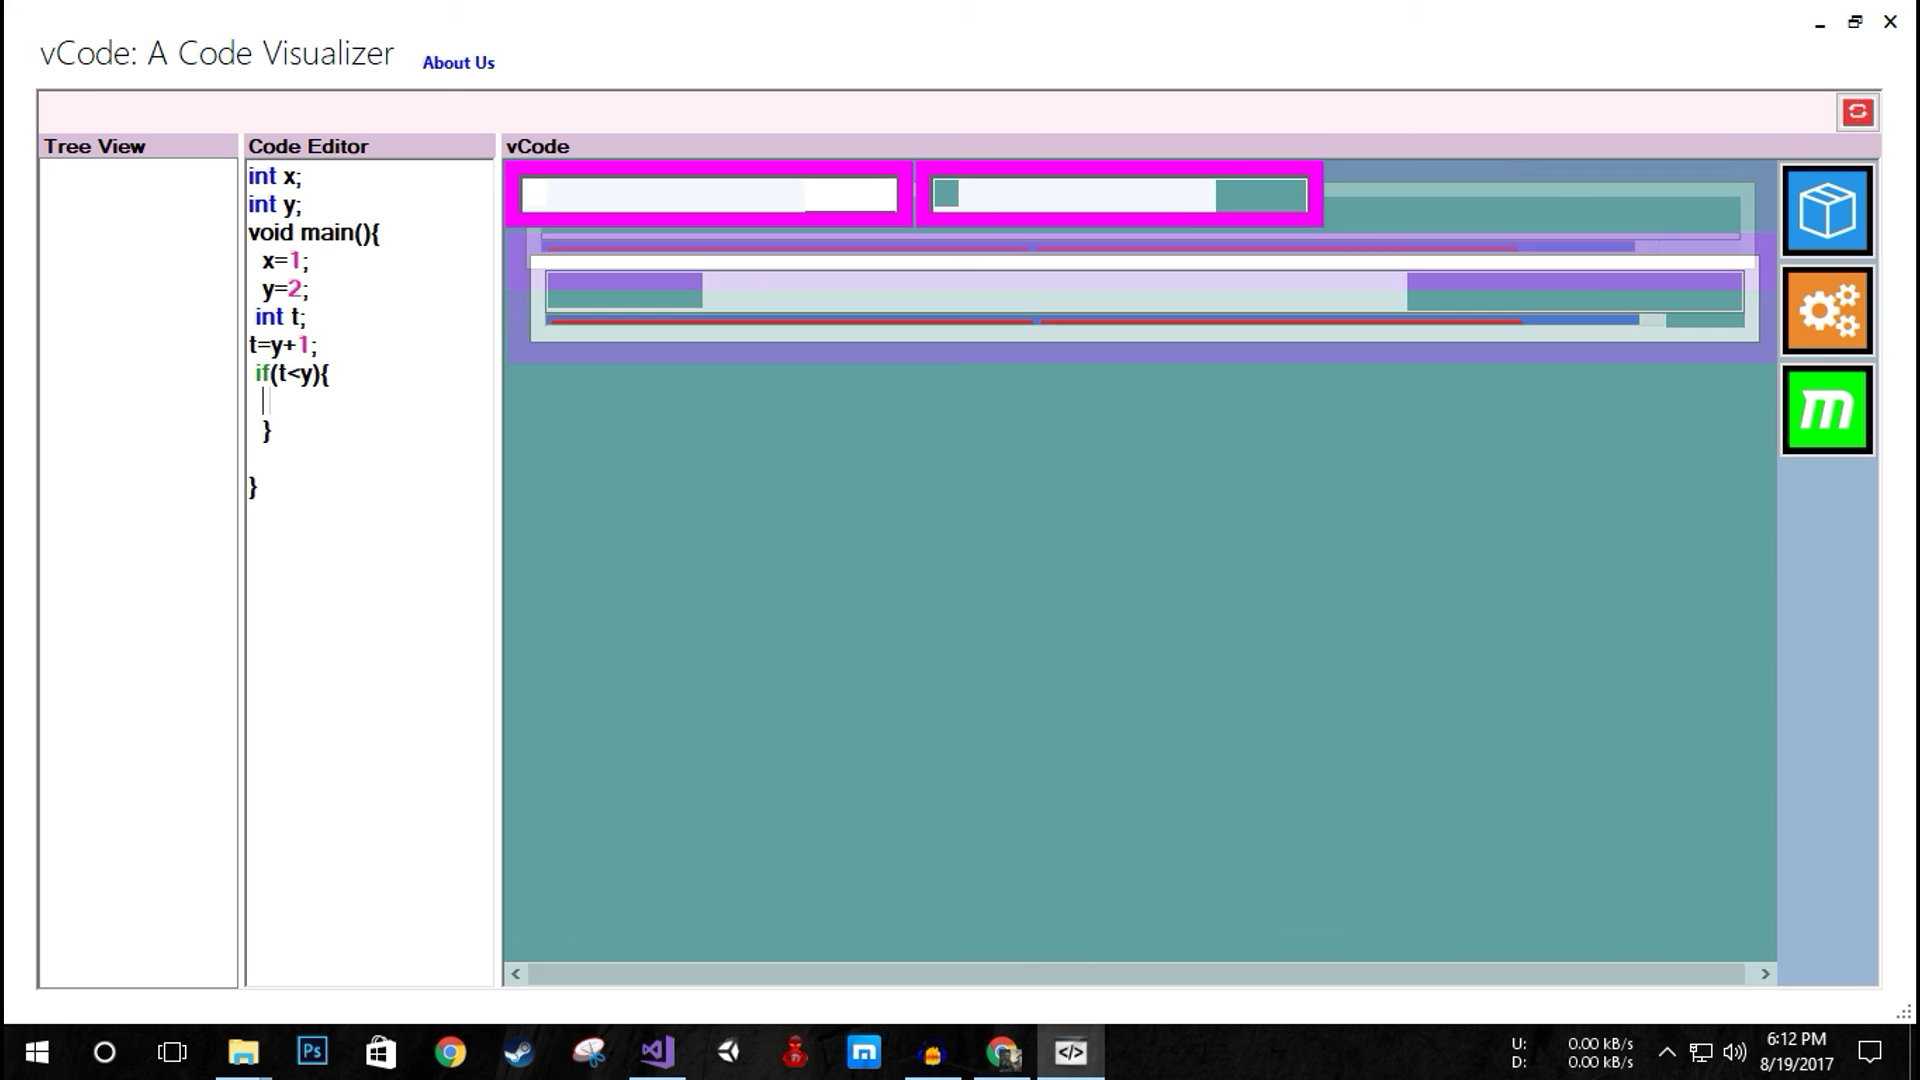 vCode: A Code Visualizer
About Us
Tree View
Code Editor
vCode
int x;
int y;
void main(){
x=1;
y=2;
int t;
t=y+1;
if(t<y){
}
}
m
Ps
m
</>
U: 0.00 kB/s
D: 0.00 kB/s
6:12 PM
8/19/2017